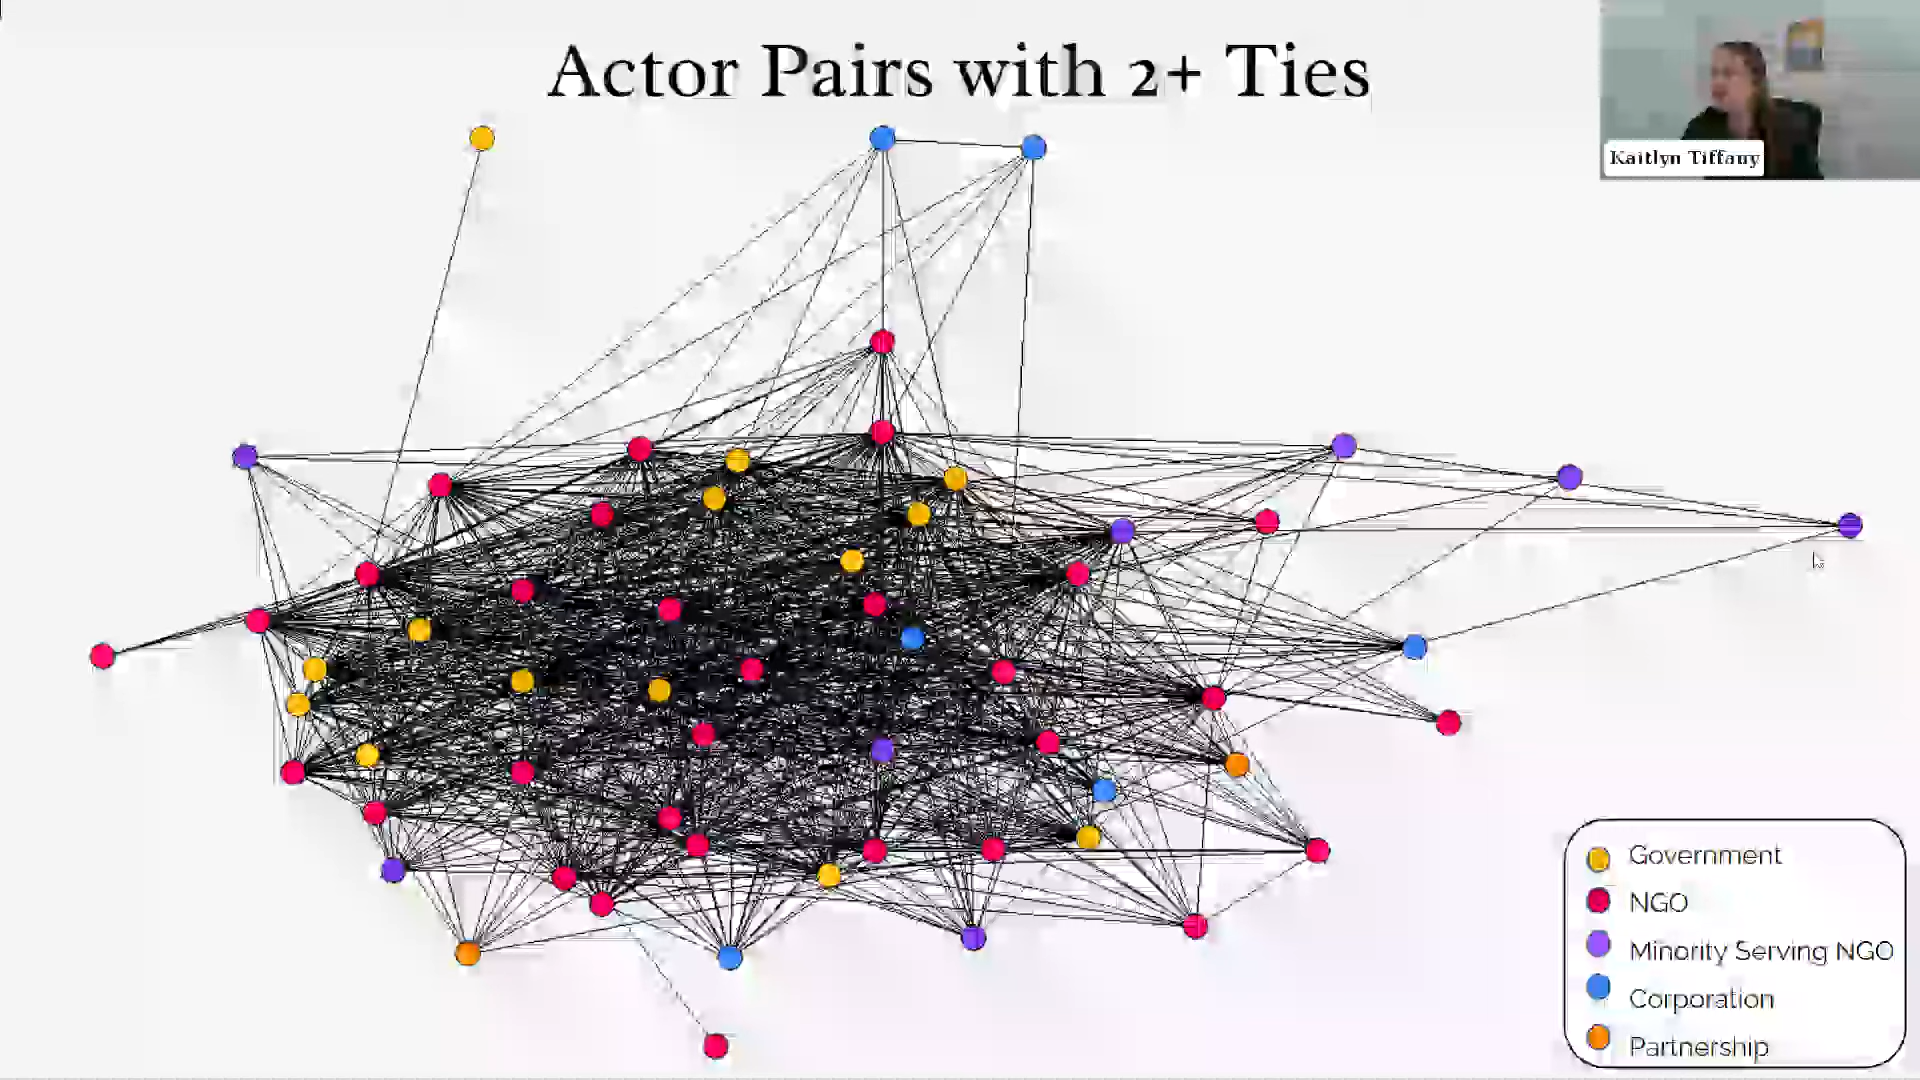 Actor Pairs with 2+ Ties
Kaitlyn Tiffany
Government
NGO
Minority Serving NGO
Corporation
Partnership